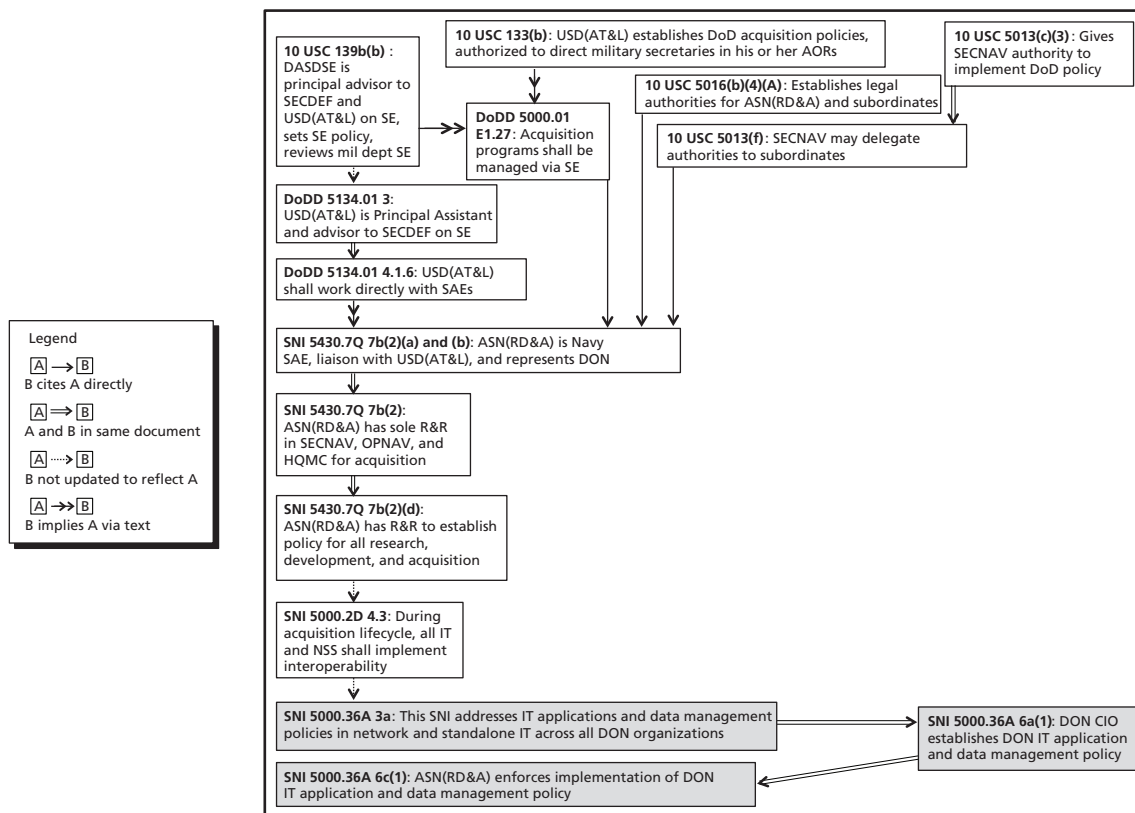 10 USC 139b(b) :
DASDSE is
principal advisor to
SECDEF and
USD(AT&L) on SE,
sets SE policy,
reviews mil dept SE
10 USC 133(b): USD(AT&L) establishes DoD acquisition policies,
authorized to direct military secretaries in his or her AORs
10 USC 5013(c)(3) : Gives
SECNAV authority to
implement DoD policy
10 USC 5016(b)(4)(A) : Establishes legal
authorities for ASN(RD&A) and subordinates
DoDD 5000.01
E1.27: Acquisition
programs shall be
managed via SE
10 USC 5013(f): SECNAV may delegate
authorities to subordinates
DoDD 5134.01 3:
USD(AT&L) is Principal Assistant
and advisor to SECDEF on SE
DoDD 5134.01 4.1.6: USD(AT&L)
shall work directly with SAEs
SNI 5430.7Q 7b(2)(a) and (b): ASN(RD&A) is Navy
SAE, liaison with USD(AT&L), and represents DON
SNI 5430.7Q 7b(2):
ASN(RD&A) has sole R&R
in SECNAV, OPNAV, and
HQMC for acquisition
SNI 5430.7Q 7b(2)(d):
ASN(RD&A) has R&R to establish
policy for all research,
development, and acquisition
SNI 5000.2D 4.3: During
acquisition lifecycle, all IT
and NSS shall implement
interoperability
SNI 5000.36A 3a: This SNI addresses IT applications and data management
policies in network and standalone IT across all DON organizations
SNI 5000.36A 6a(1): DON CIO
establishes DON IT application
and data management policy
SNI 5000.36A 6c(1): ASN(RD&A) enforces implementation of DON
IT application and data management policy
Legend
A B
B cites A directly
A B
A and B in same document
A B
B not updated to reflect A
A B
B implies A via text